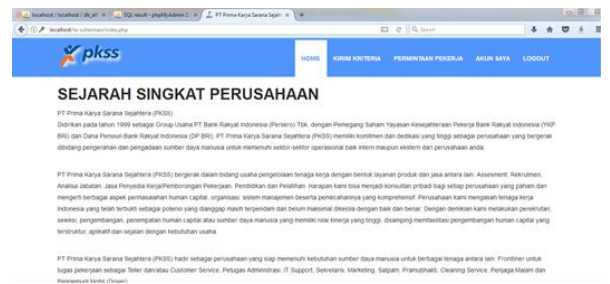 localhost / localhost / db_al
SQL result - phpMyAdmin 2
PT Prima Karya Sarana Sejah
localhost/ta-sulterman/index.php
Search
pkss
HOME KIRIM KRITERIA PERMINTAAN PEKERJA AKUN SAYA LOGOUT
SEJARAH SINGKAT PERUSAHAAN
PT Prima Karya Sarana Sejahtera (PKSS)
Didirikan pada tahun 1999 sebagai Group Usaha PT Bank Rakyat Indonesia (Persero) Tbk. dengan Pemegang Saham Yayasan Kesejahteraan Pekerja Bank Rakyat Indonesia (YKP
BRI) dan Dana Pensiun Bank Rakyat Indonesia (DP BRI). PT Prima Karya Sarana Sejahtera (PKSS) memiliki komitmen dan dedikasi yang tinggi sebagai perusahaan yang bergerak
dibidang pengerahan dan pengadaan sumber daya manusia untuk memenuhi sektor-sektor operasional baik intern maupun ekstern dari perusahaan anda.
PT Prima Karya Sarana Sejahtera (PKSS) bergerak dalam bidang usaha pengelolaan tenaga kerja dengan bentuk layanan produk dan jasa antara lain: Assesment, Rekrutmen,
Analisa Jabatan, Jasa Penyedia Kerja/Pemborongan Pekerjaan, Pendidikan dan Pelatihan. Harapan kami bisa menjadi konsultan pribadi bagi setiap perusahaan yang paham dan
mengerti berbagai aspek permasalahan human capital, organisasi, sistem manajemen beserta pemecahannya yang komprehensif. Perusahaan kami mengasah tenaga kerja
Indonesia yang telah terbukti sebagai potensi yang dianggap masih terpendam dan belum maksimal dikelola dengan baik dan benar. Dengan demikian kami melakukan perekrutan,
seleksi, pengembangan, penempatan human capital atau sumber daya manusia yang memiliki nilai kinerja yang tinggi, disamping memfasilitasi pengembangan human capital yang
terstruktur, aplikatif dan sejalan dengan kebutuhan usaha.
PT Prima Karya Sarana Sejahtera (PKSS) hadir sebagai perusahaan yang siap memenuhi kebutuhan sumber daya manusia untuk berbagai tenaga antara lain; Frontliner untuk
tugas pekerjaan sebagai Teller dan/atau Customer Service, Petugas Administrasi, IT Support, Sekretaris, Marketing, Satpam, Pramubhakti, Cleaning Service, Penjaga Malam dan
Pengemudi Mobil (Driver).